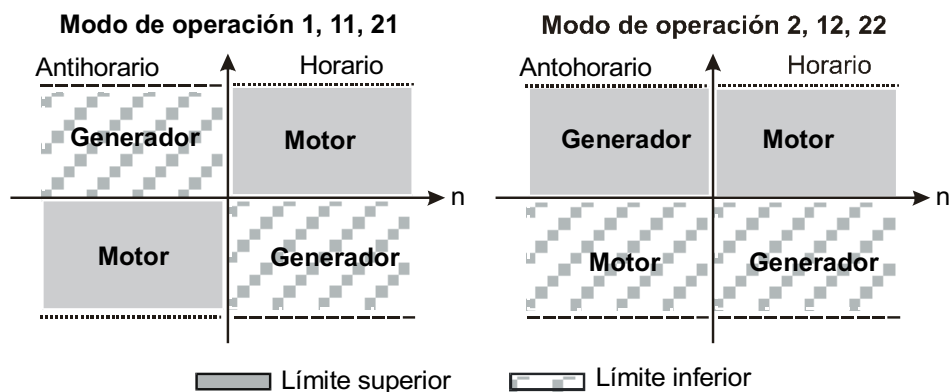 Modo de operación 1, 11, 21
Antihorario
Horario
Generador
Motor
n
Motor
Generador
Modo de operación 2, 12, 22
Antohorario
Horario
Generador
Motor
n
Motor
Generador
Límite superior
Límite inferior